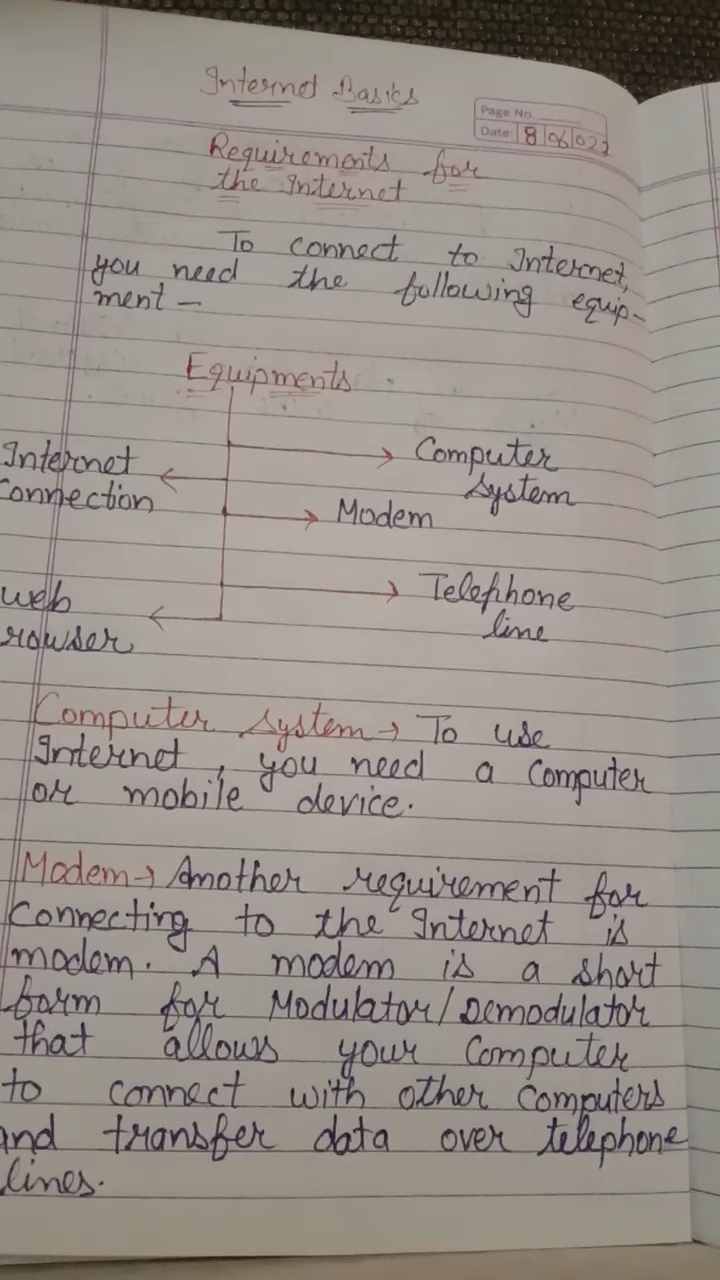 Internet Basics
Page No.
Date: 8 06 022
Requirements for
the Internet
To connect to Internet,
you need the following equip-
ment -
Equipments
Internet
Connection
Computer
System
Modem
Telephone
line
web
rowser
Computer System → To use
Internet, you need a Computer
or mobile device.
Modem → Another requirement for
Connecting to the Internet is
modem. A modem is a short
form for Modulator/Demodulator
that allows your Computer
to connect with other Computers
and transfer data over telephone
lines.